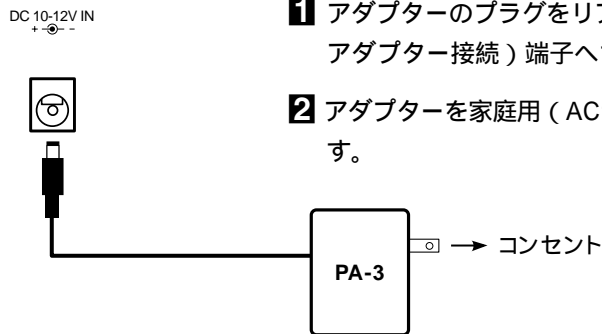 DC 10-12V IN
+ - -
1 アダプターのプラグをリア
アダプター接続 ) 端子へ
2 アダプターを家庭用 ( AC
す。
PA-3
コンセント